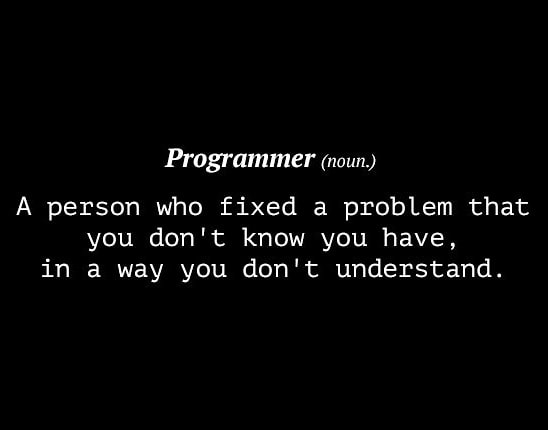 Programmer (noun.)
A person who fixed a problem that
you don't know you have,
in a way you don't understand.